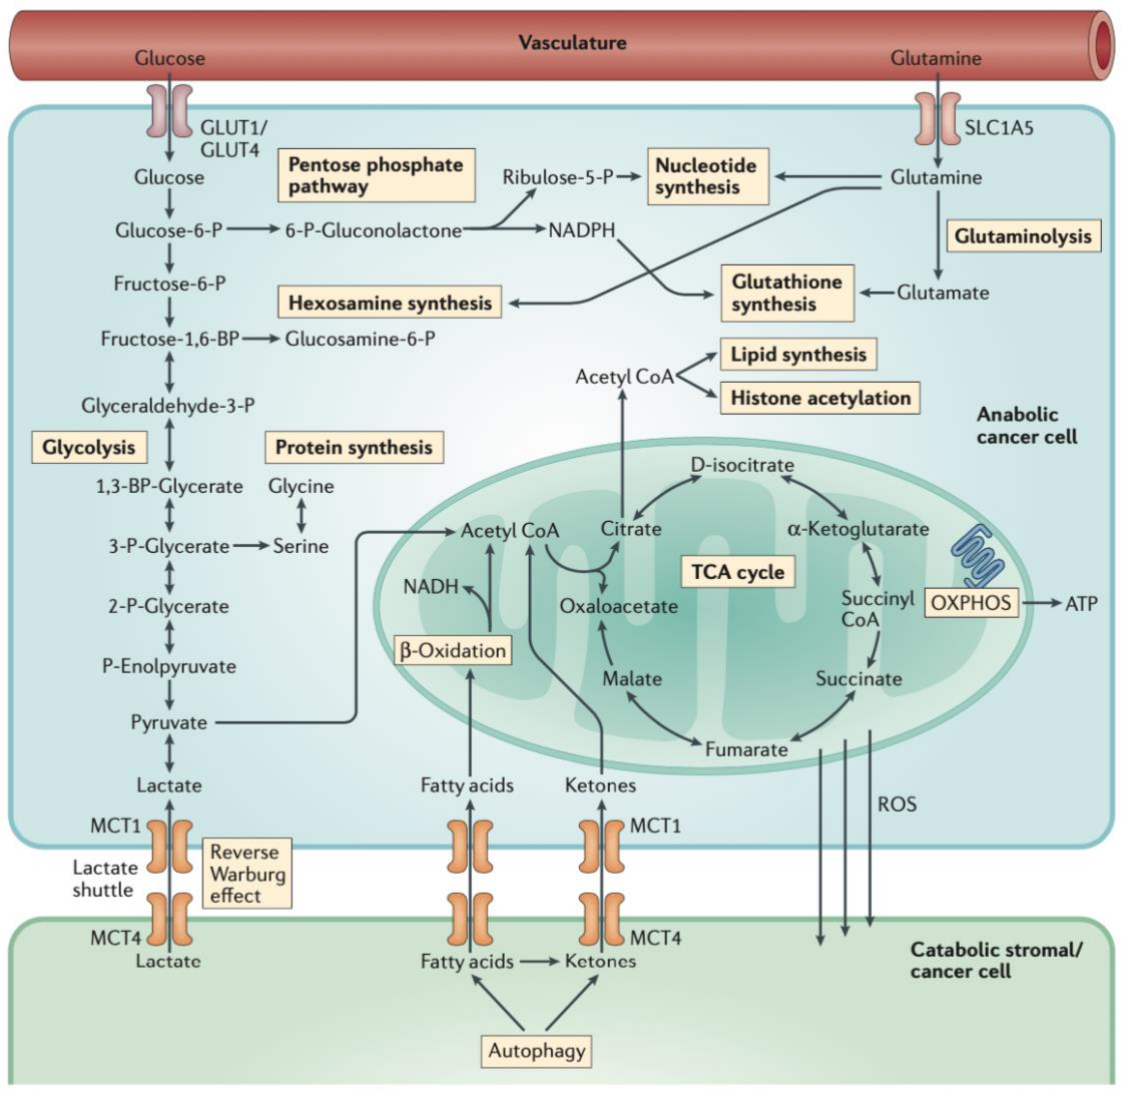 Vasculature
Glucose
Glutamine
GLUT1/
GLUT4
SLC1A5
Glucose
Pentose phosphate
pathway
Ribulose-5-P
Nucleotide
synthesis
Glutamine
Glucose-6-P
6-P-Gluconolactone
NADPH
Glutaminolysis
Fructose-6-P
Hexosamine synthesis
Glutathione
synthesis
Glutamate
Fructose-1,6-BP
Glucosamine-6-P
Lipid synthesis
Acetyl CoA
Histone acetylation
Glyceraldehyde-3-P
Anabolic
cancer cell
Glycolysis
Protein synthesis
D-isocitrate
1,3-BP-Glycerate
Glycine
Acetyl CoA
Citrate
α-Ketoglutarate
3-P-Glycerate
Serine
TCA cycle
NADH
2-P-Glycerate
Oxaloacetate
Succinyl
CoA
OXPHOS
ATP
β-Oxidation
P-Enolpyruvate
Malate
Succinate
Pyruvate
Fumarate
Lactate
Fatty acids
Ketones
ROS
MCT1
MCT1
Lactate
shuttle
Reverse
Warburg
effect
MCT4
MCT4
Catabolic stromal/
cancer cell
Lactate
Fatty acids
Ketones
Autophagy